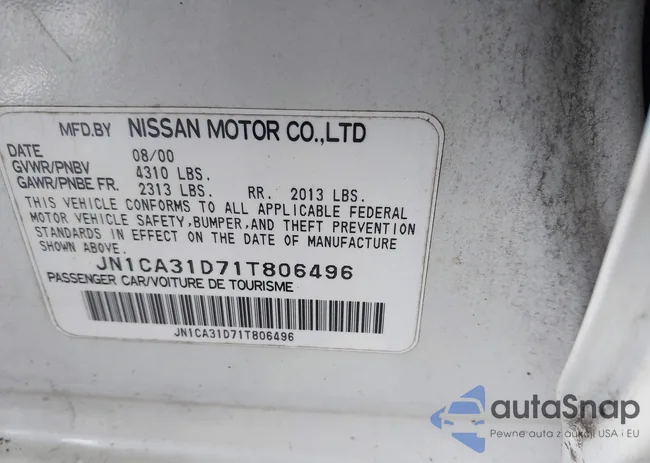 MFD.BY NISSAN MOTOR CO.,LTD
DATE 08/00
GVWR/PNBV 4310 LBS.
GAWR/PNBE FR. 2313 LBS. RR. 2013 LBS.
THIS VEHICLE CONFORMS TO ALL APPLICABLE FEDERAL
MOTOR VEHICLE SAFETY,BUMPER,AND THEFT PREVENTION
STANDARDS IN EFFECT ON THE DATE OF MANUFACTURE
SHOWN ABOVE.
JN1CA31D71T806496
PASSENGER CAR/VOITURE DE TOURISME
JN1CA31D71T806496
autaSnap
Pewne auta z aukcji USA i EU